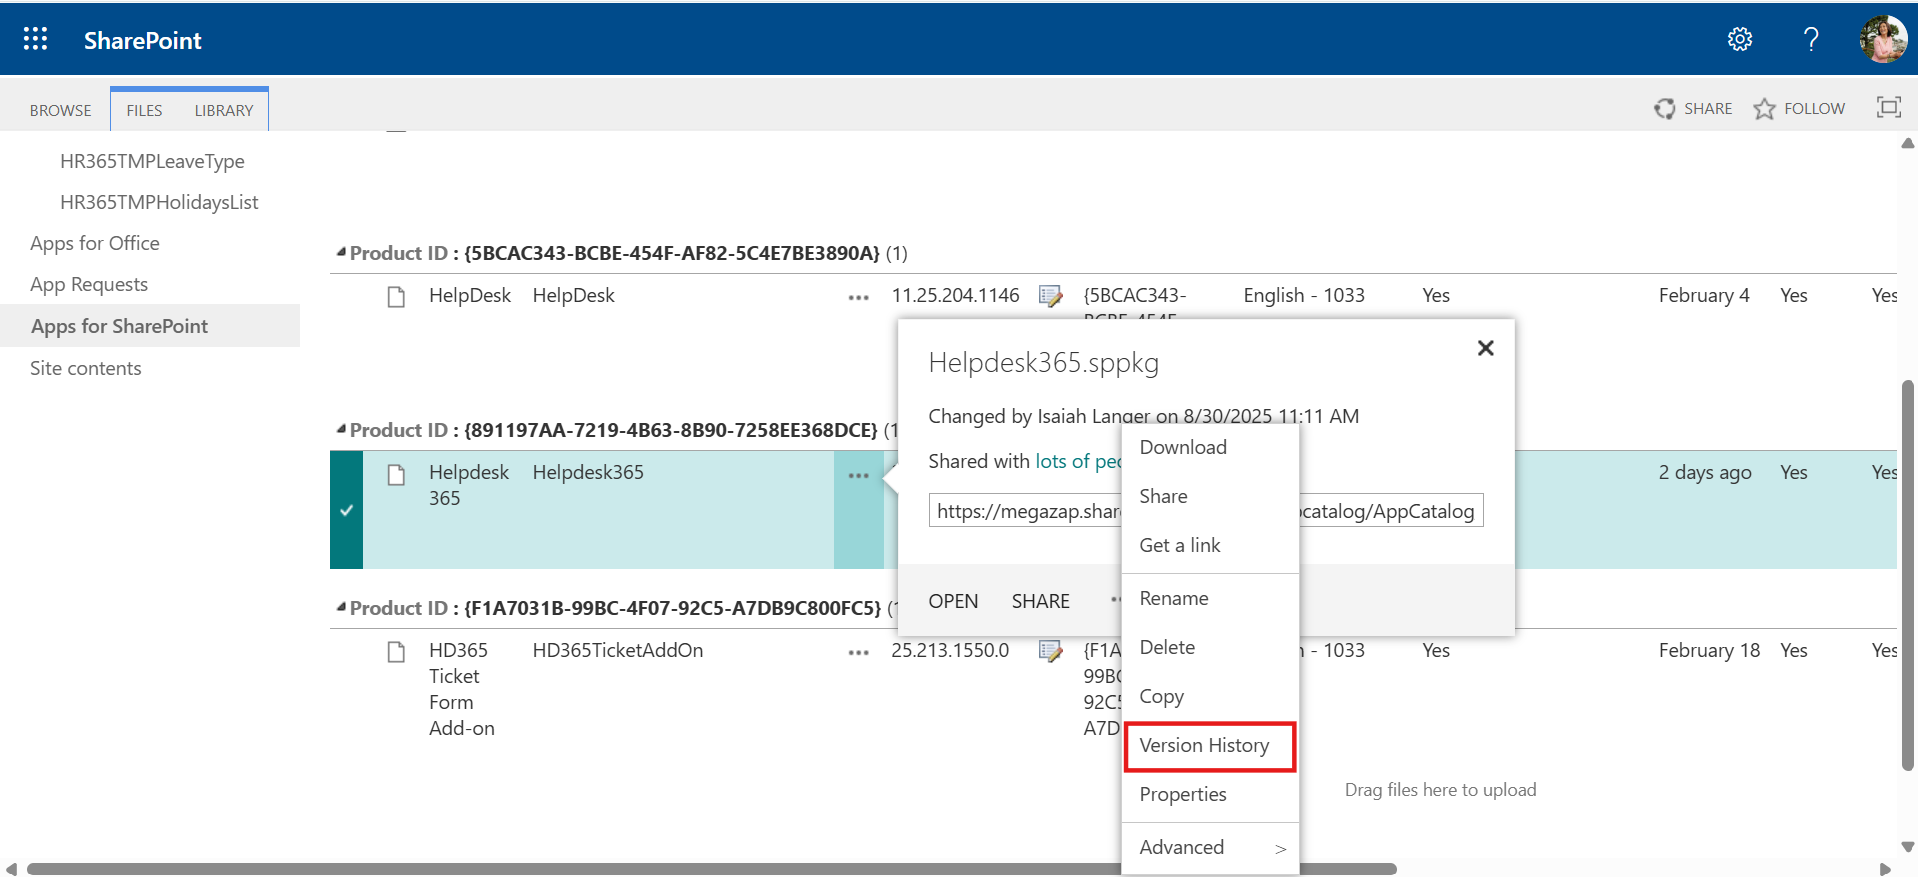 SharePoint
?
BROWSE
FILES
LIBRARY
SHARE
FOLLOW
HR365TMPLeaveType
HR365TMPHolidaysList
Apps for Office
App Requests
Apps for SharePoint
Site contents
Product ID : {5BCAC343-BCBE-454F-AF82-5C4E7BE3890A} (1)
HelpDesk HelpDesk ... 11.25.204.1146 {5BCAC343- English - 1033 Yes February 4 Yes Yes
BCBE-454F
Helpdesk365.sppkg
Changed by Isaiah Langer on 8/30/2025 11:11 AM
Shared with lots of peo
https://megazap.shar
catalog/AppCatalog
OPEN SHARE
Download
Share
Get a link
Rename
Delete
Copy
Version History
Properties
Advanced >
Product ID : {891197AA-7219-4B63-8B90-7258EE368DCE} (1
Helpdesk Helpdesk365 ... 2 days ago Yes Yes
365
Product ID : {F1A7031B-99BC-4F07-92C5-A7DB9C800FC5}
HD365 HD365TicketAddOn ... 25.213.1550.0 {F1A - 1033 Yes February 18 Yes Yes
Ticket 99BC
Form 92C5
Add-on A7D
Drag files here to upload